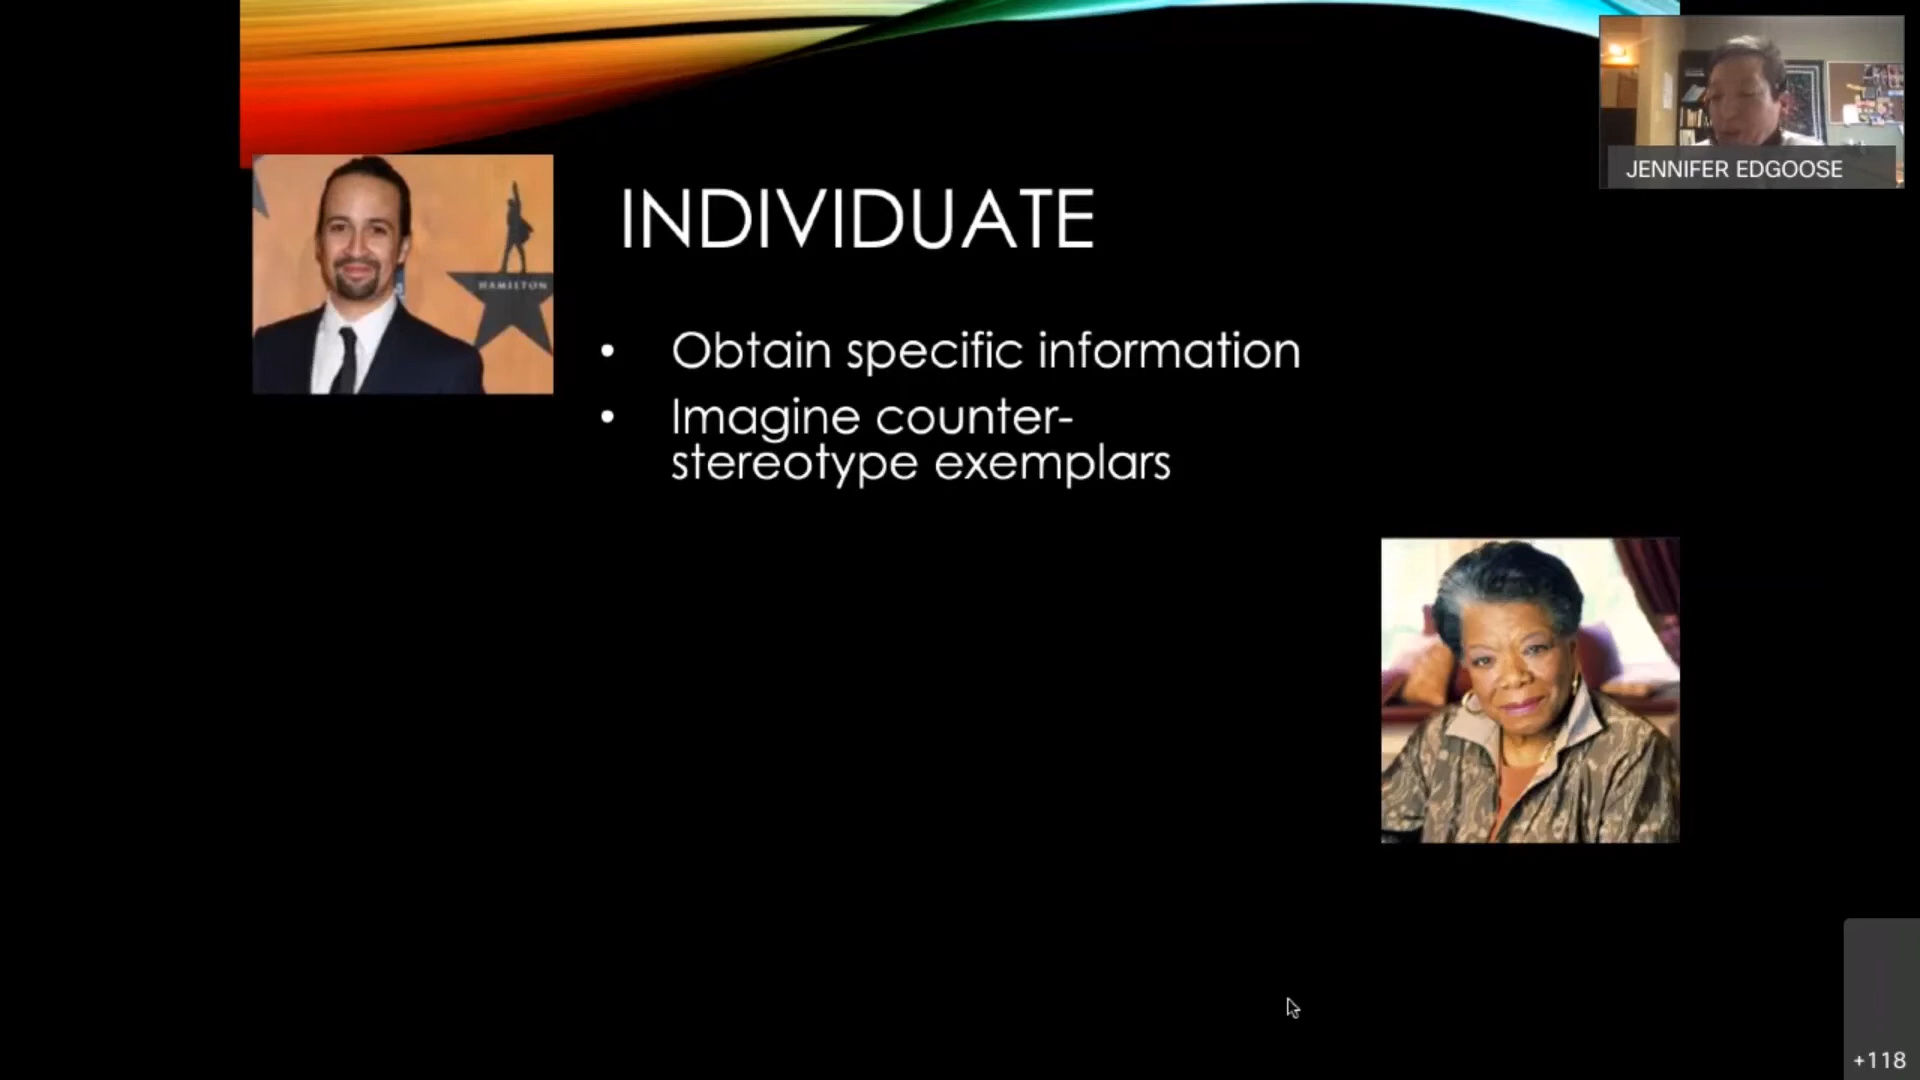 JENNIFER EDGOOSE
INDIVIDUATE
HAMILTON
• Obtain specific information
• Imagine counter-
stereotype exemplars
+118